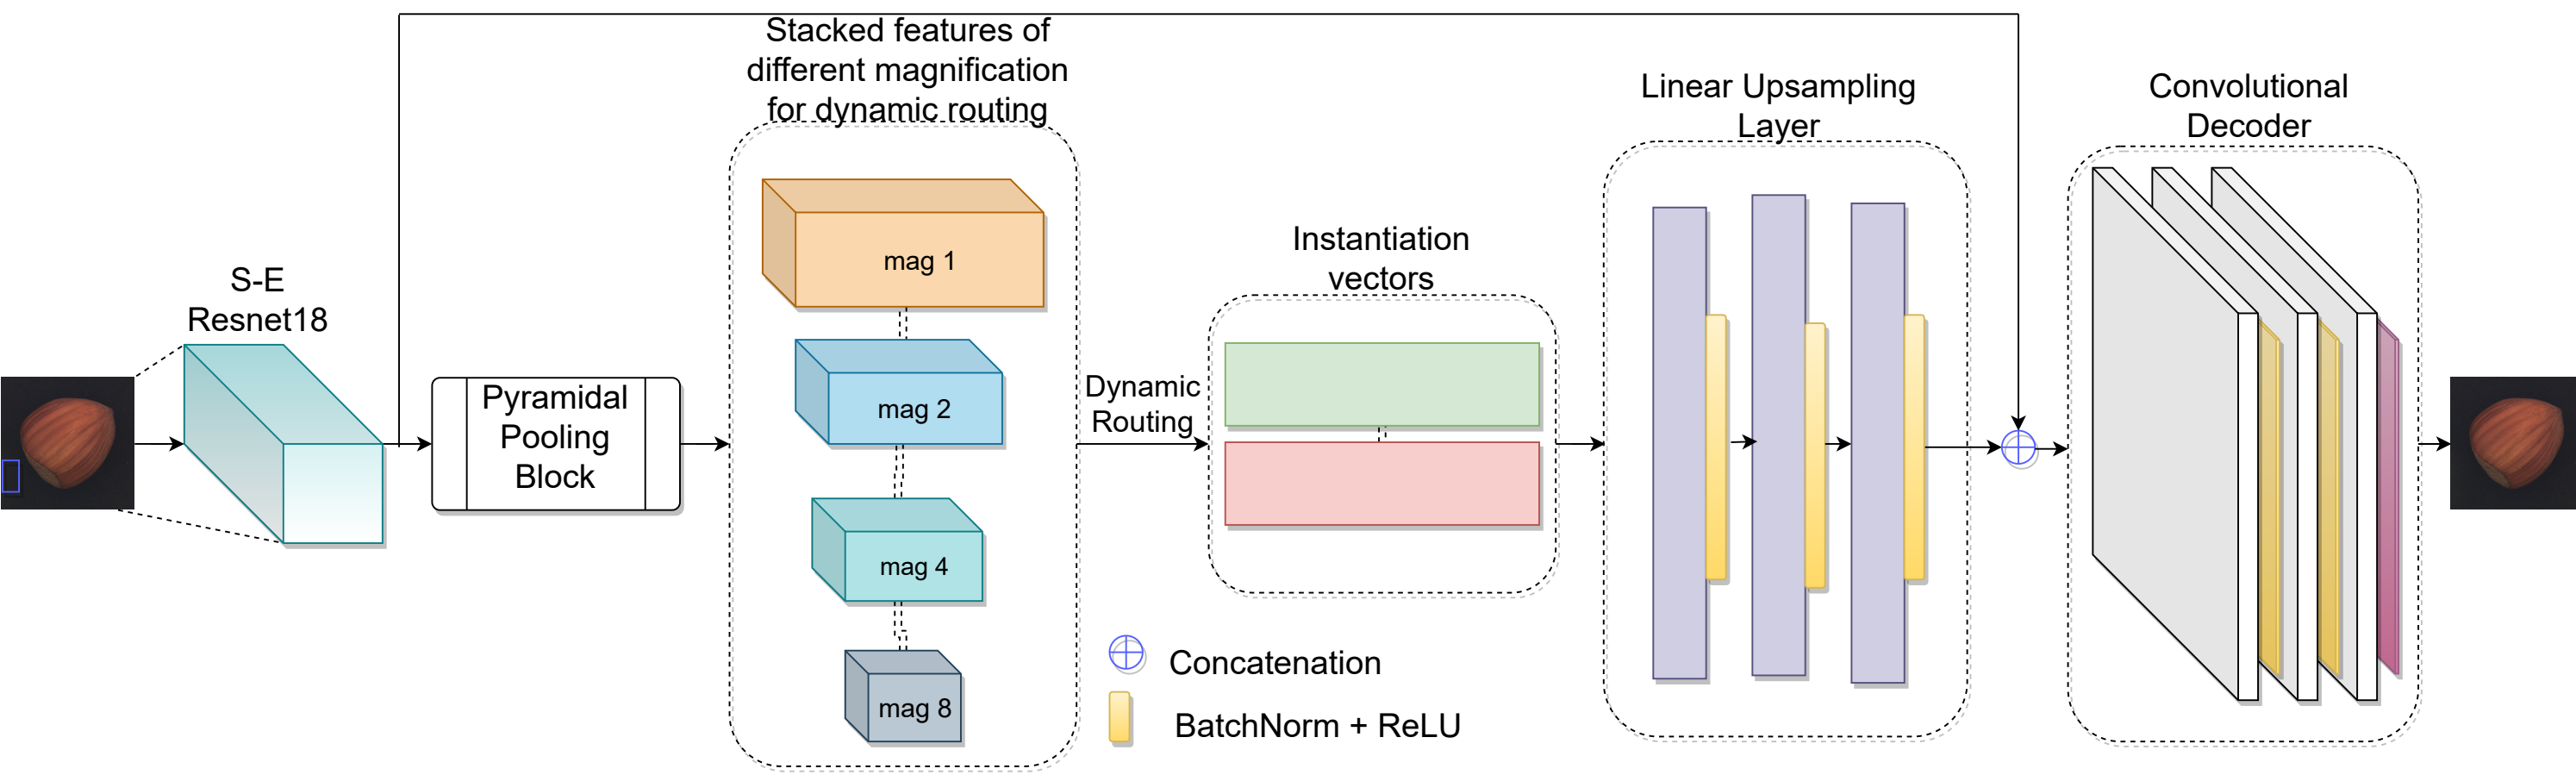 Stacked features of
different magnification
for dynamic routing
Linear Upsampling
Layer
Convolutional
Decoder
S-E
Resnet18
Pyramidal
Pooling
Block
mag 1
mag 2
mag 4
mag 8
Dynamic
Routing
Instantiation
vectors
Concatenation
BatchNorm + ReLU